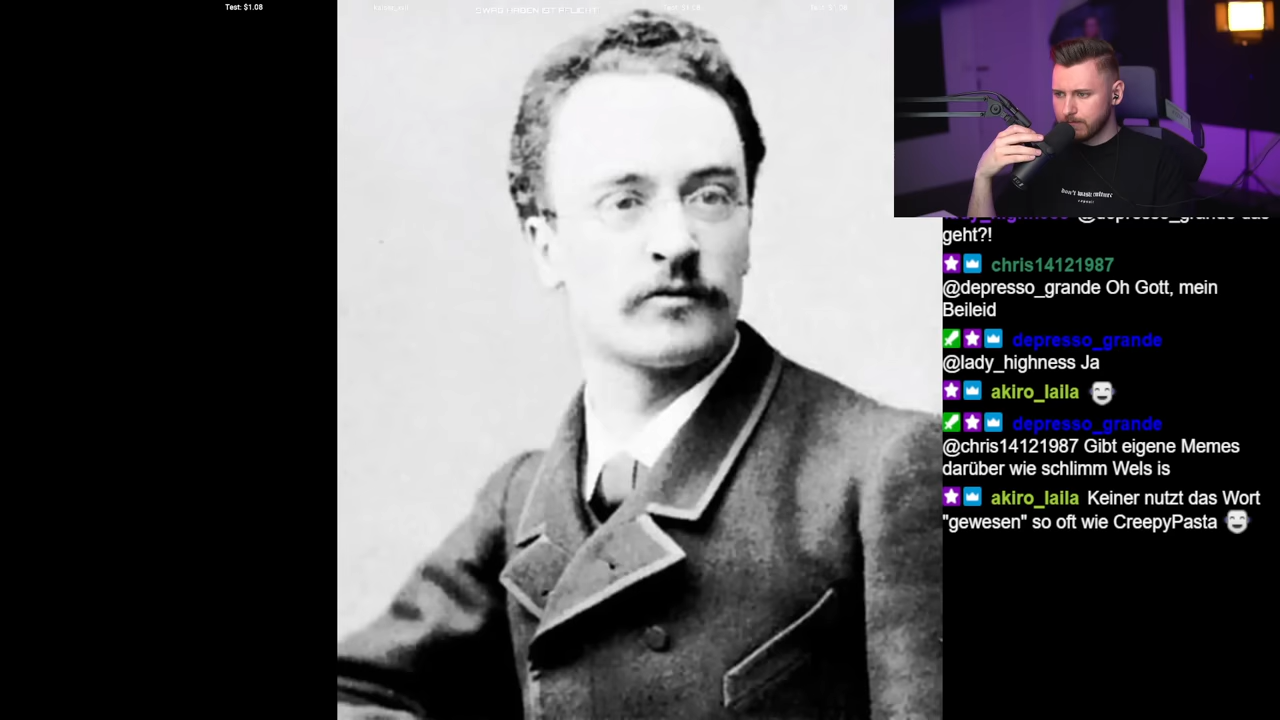 Test: $1.08
geht?!
chris14121987
@depresso_grande Oh Gott, mein
Beileid
depresso_grande
@lady_highness Ja
akiro_laila
depresso_grande
@chris14121987 Gibt eigene Memes
darüber wie schlimm Wels is
akiro_laila Keiner nutzt das Wort
"gewesen" so oft wie CreepyPasta